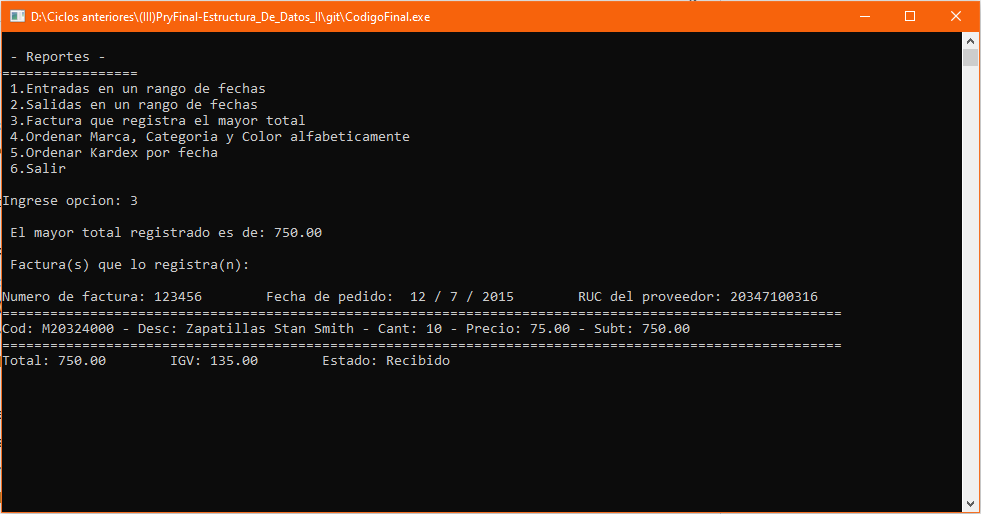 D:\Ciclos anteriores\(III)PryFinal-Estructura_De_Datos_II\git\CodigoFinal.exe
- Reportes -
=================
1.Entradas en un rango de fechas
2.Salidas en un rango de fechas
3.Factura que registra el mayor total
4.Ordenar Marca, Categoria y Color alfabeticamente
5.Ordenar Kardex por fecha
6.Salir
Ingrese opcion: 3
El mayor total registrado es de: 750.00
Factura(s) que lo registra(n):
Numero de factura: 123456        Fecha de pedido:  12 / 7 / 2015        RUC del proveedor: 20347100316
=========================================================================================================
Cod: M20324000 - Desc: Zapatillas Stan Smith - Cant: 10 - Precio: 75.00 - Subt: 750.00
=========================================================================================================
Total: 750.00        IGV: 135.00        Estado: Recibido